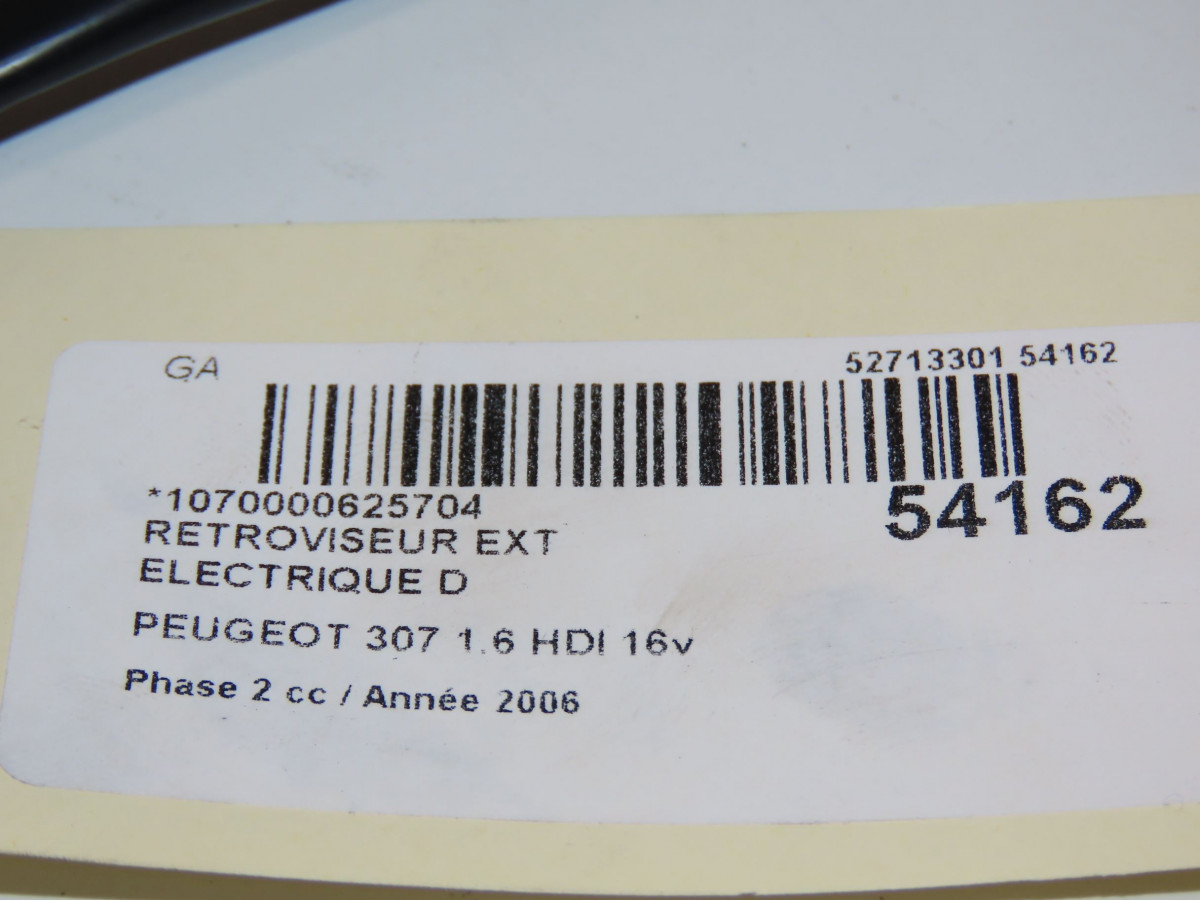 GA
52713301 54162
*1070000625704
54162
RETROVISEUR EXT
ELECTRIQUE D
PEUGEOT 307 1.6 HDI 16v
Phase 2 cc / Année 2006